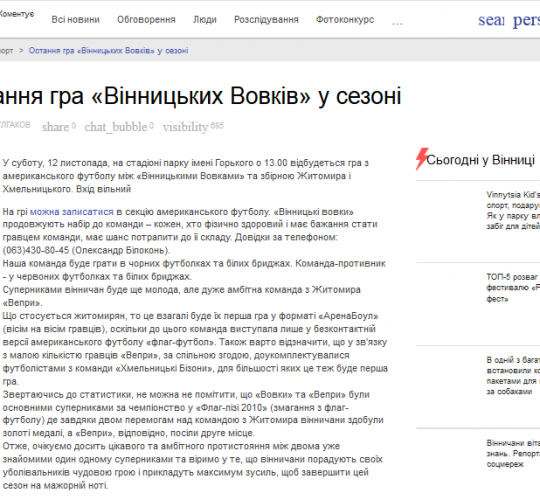 Коментує
Всі новини Обговорення Люди Розслідування Фотоконкурс ...
sear pers
порт > Остання гра «Вінницьких Вовків» у сезоні
ання гра «Вінницьких Вовків» у сезоні
УЛГАКОВ share 0 chat_bubble 0 visibility 685
У суботу, 12 листопада, на стадіоні парку імені Горького о 13.00 відбудеться гра з
американського футболу між «Вінницькими Вовками» та збірною Житомира і
Хмельницького. Вхід вільний
На грі можна записатися в секцію американського футболу. «Вінницькі вовки»
продовжують набір до команди – кожен, хто фізично здоровий і має бажання стати
гравцем команди, має шанс потрапити до її складу. Довідки за телефоном:
(063)430-80-45 (Олександр Білоконь).
Наша команда буде грати в чорних футболках та білих бриджах. Команда-противник
- у червоних футболках та білих бриджах.
Суперниками вінничан буде ще молода, але дуже амбітна команда з Житомира
«Вепри».
Що стосується житомирян, то це взагалі буде їх перша гра у форматі «АренаБоул»
(вісім на вісім гравців), оскільки до цього команда виступала лише у безконтактній
версії американського футболу «флаг-футбол». Також варто відзначити, що у зв'язку
з малою кількістю гравців «Вепри», за спільною згодою, доукомплектувалися
футболістами з команди «Хмельницькі Бізони», для більшості яких це теж буде перша
гра.
Звертаючись до статистики, не можна не помітити, що «Вовки» та «Вепри» були
основними суперниками за чемпіонство у «Флаг-лізі 2010» (змагання з флаг-
футболу) де завдяки двом перемогам над командою з Житомира вінничани здобули
золоті медалі, а «Вепри», відповідно, посіли друге місце.
Отже, очікуємо досить цікавого та амбітного протистояння між двома уже
знайомими один одному суперниками та віримо у те, що вінничани порадують своїх
уболівальників чудовою грою і прикладуть максимум зусиль, щоб завершити цей
сезон на мажорній ноті.
Сьогодні у Вінниці
Vinnytsia Kid's
спорт, подару
Як у парку вл
забіг для дітей
ТОП-5 розваг
фестивалю «Р
фест»
В одній з багат
встановили ко
пакетами для
за собаками
Вінничани віта
знань. Репорта
соцмереж